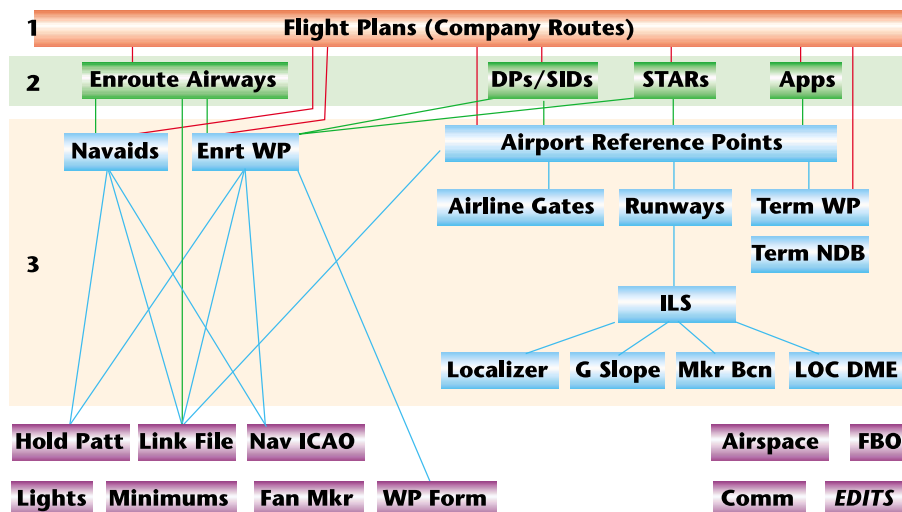 1
Flight Plans (Company Routes)
2
Enroute Airways
DPs/SIDs
STARs
Apps
3
Navaids
Enrt WP
Airport Reference Points
Airline Gates
Runways
Term WP
Term NDB
ILS
Localizer
G Slope
Mkr Bcn
LOC DME
Hold Patt
Link File
Nav ICAO
Airspace
FBO
Lights
Minimums
Fan Mkr
WP Form
Comm
EDITS